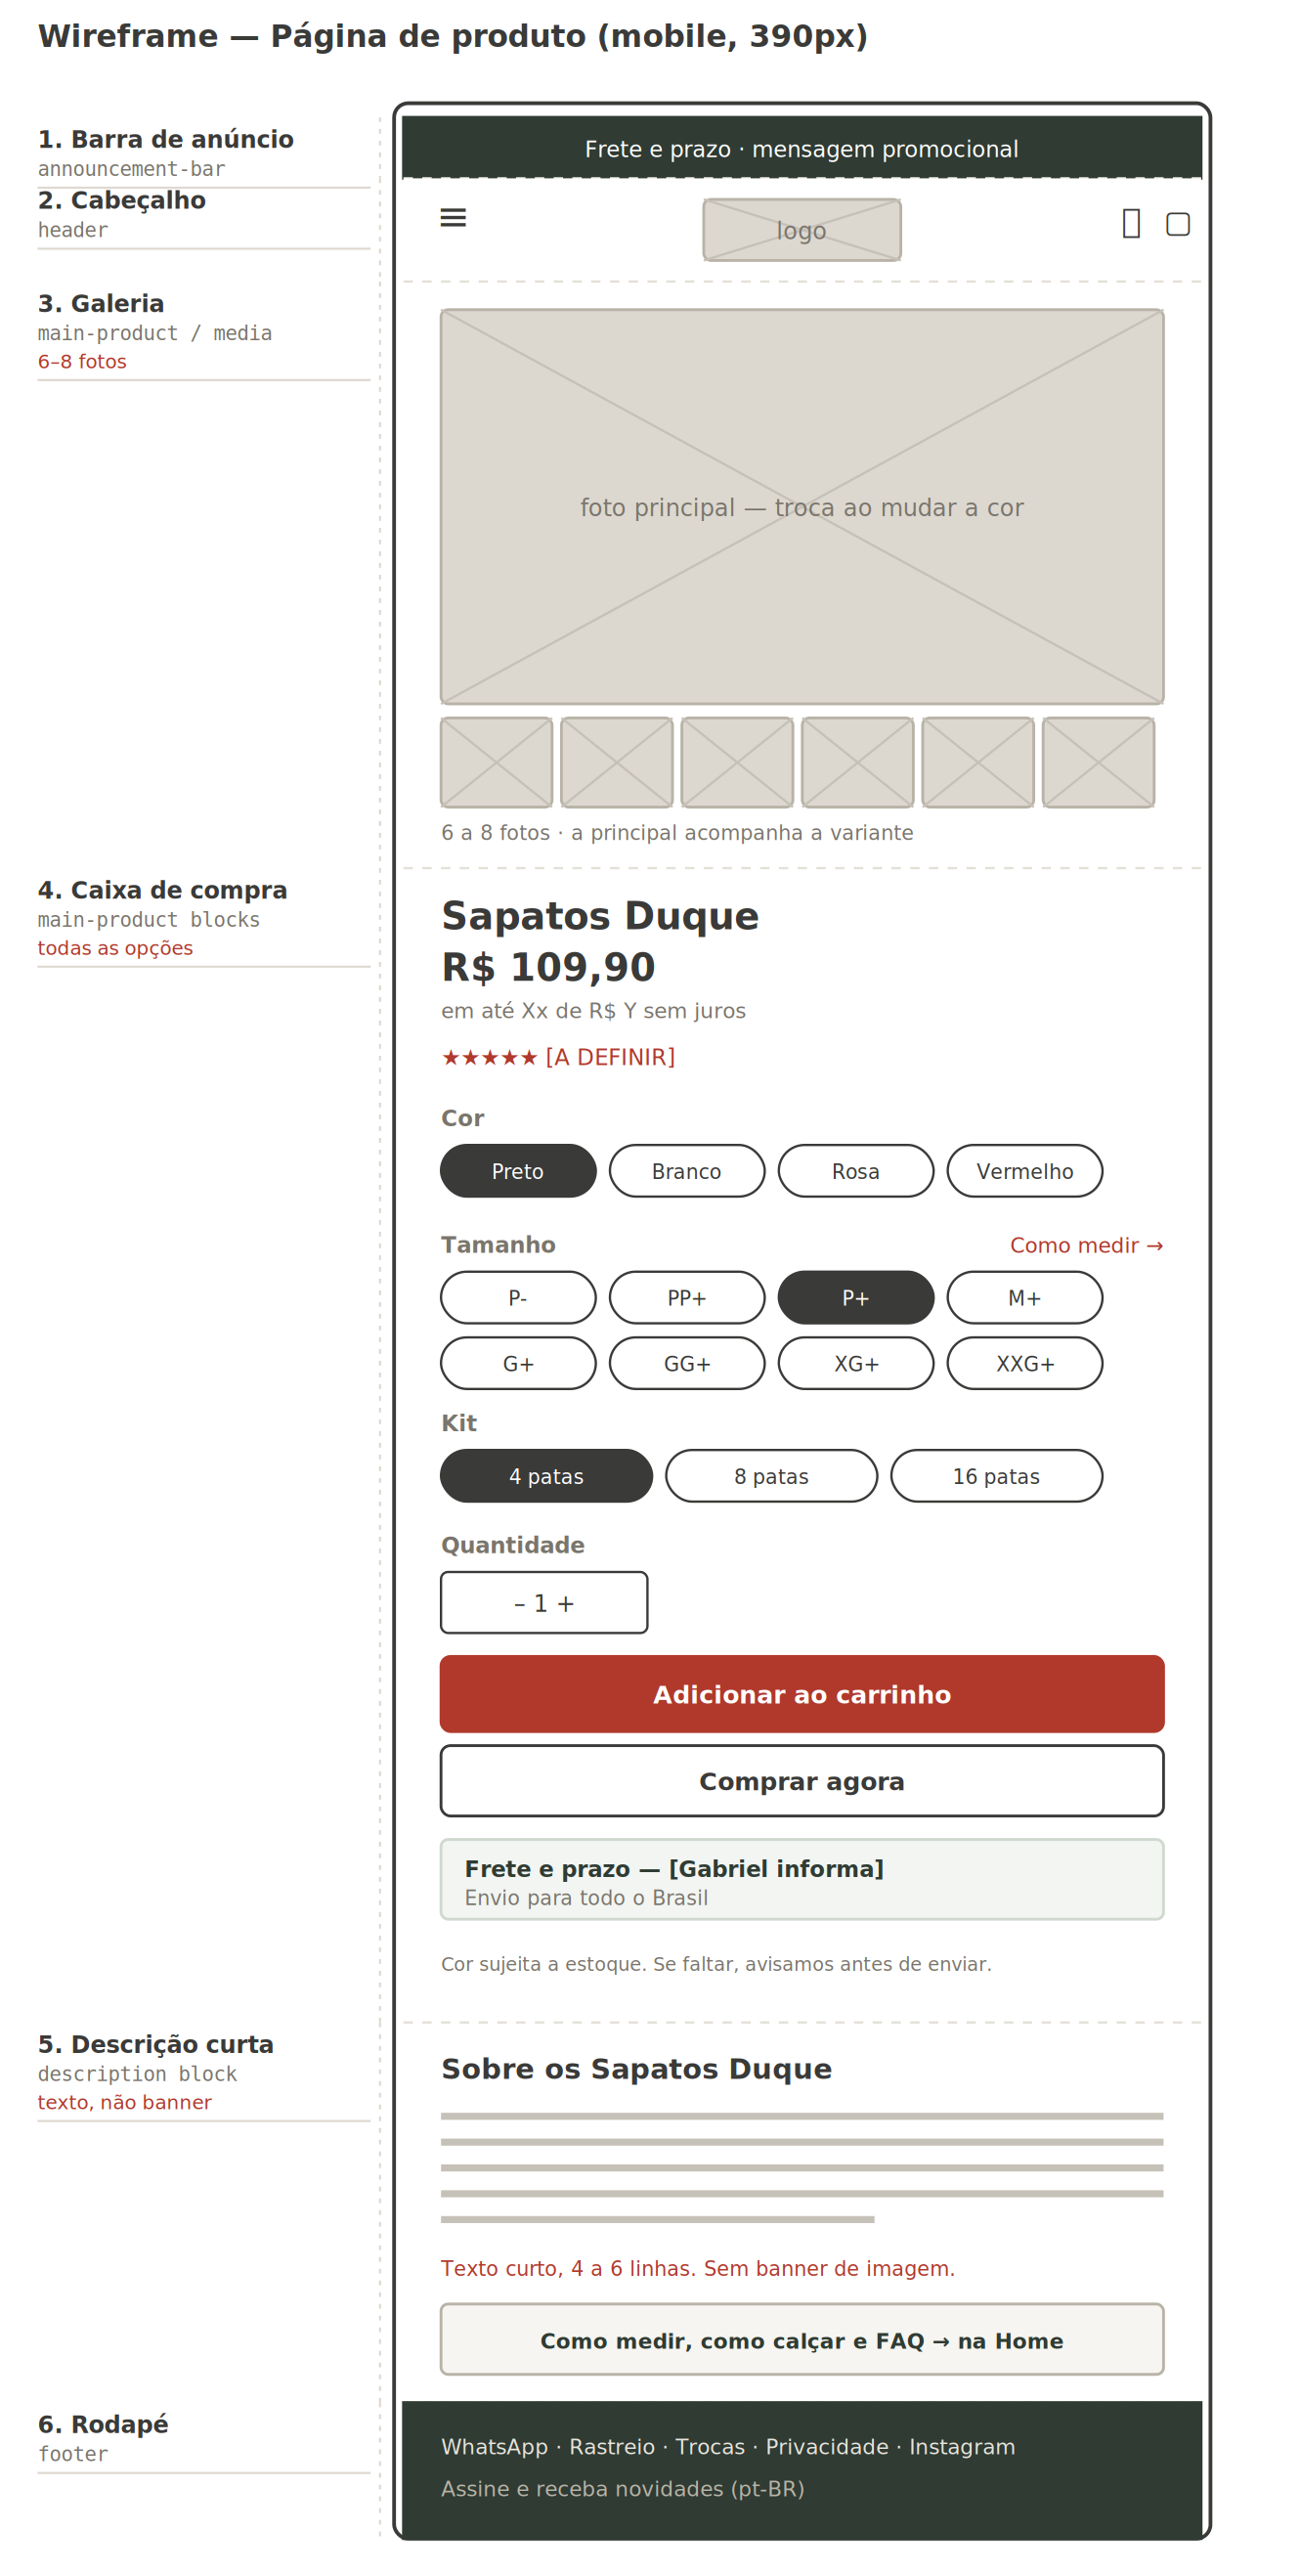 Wireframe — Página de produto (mobile, 390px)
1. Barra de anúncio
announcement-bar
2. Cabeçalho
header
3. Galeria
main-product / media
6–8 fotos
4. Caixa de compra
main-product blocks
todas as opções
5. Descrição curta
description block
texto, não banner
6. Rodapé
footer
Frete e prazo · mensagem promocional
logo
foto principal — troca ao mudar a cor
6 a 8 fotos · a principal acompanha a variante
Sapatos Duque
R$ 109,90
em até Xx de R$ Y sem juros
★★★★★ [A DEFINIR]
Cor
Preto Branco Rosa Vermelho
Tamanho Como medir →
P- PP+ P+ M+
G+ GG+ XG+ XXG+
Kit
4 patas 8 patas 16 patas
Quantidade
– 1 +
Adicionar ao carrinho
Comprar agora
Frete e prazo — [Gabriel informa]
Envio para todo o Brasil
Cor sujeita a estoque. Se faltar, avisamos antes de enviar.
Sobre os Sapatos Duque
Texto curto, 4 a 6 linhas. Sem banner de imagem.
Como medir, como calçar e FAQ → na Home
WhatsApp · Rastreio · Trocas · Privacidade · Instagram
Assine e receba novidades (pt-BR)